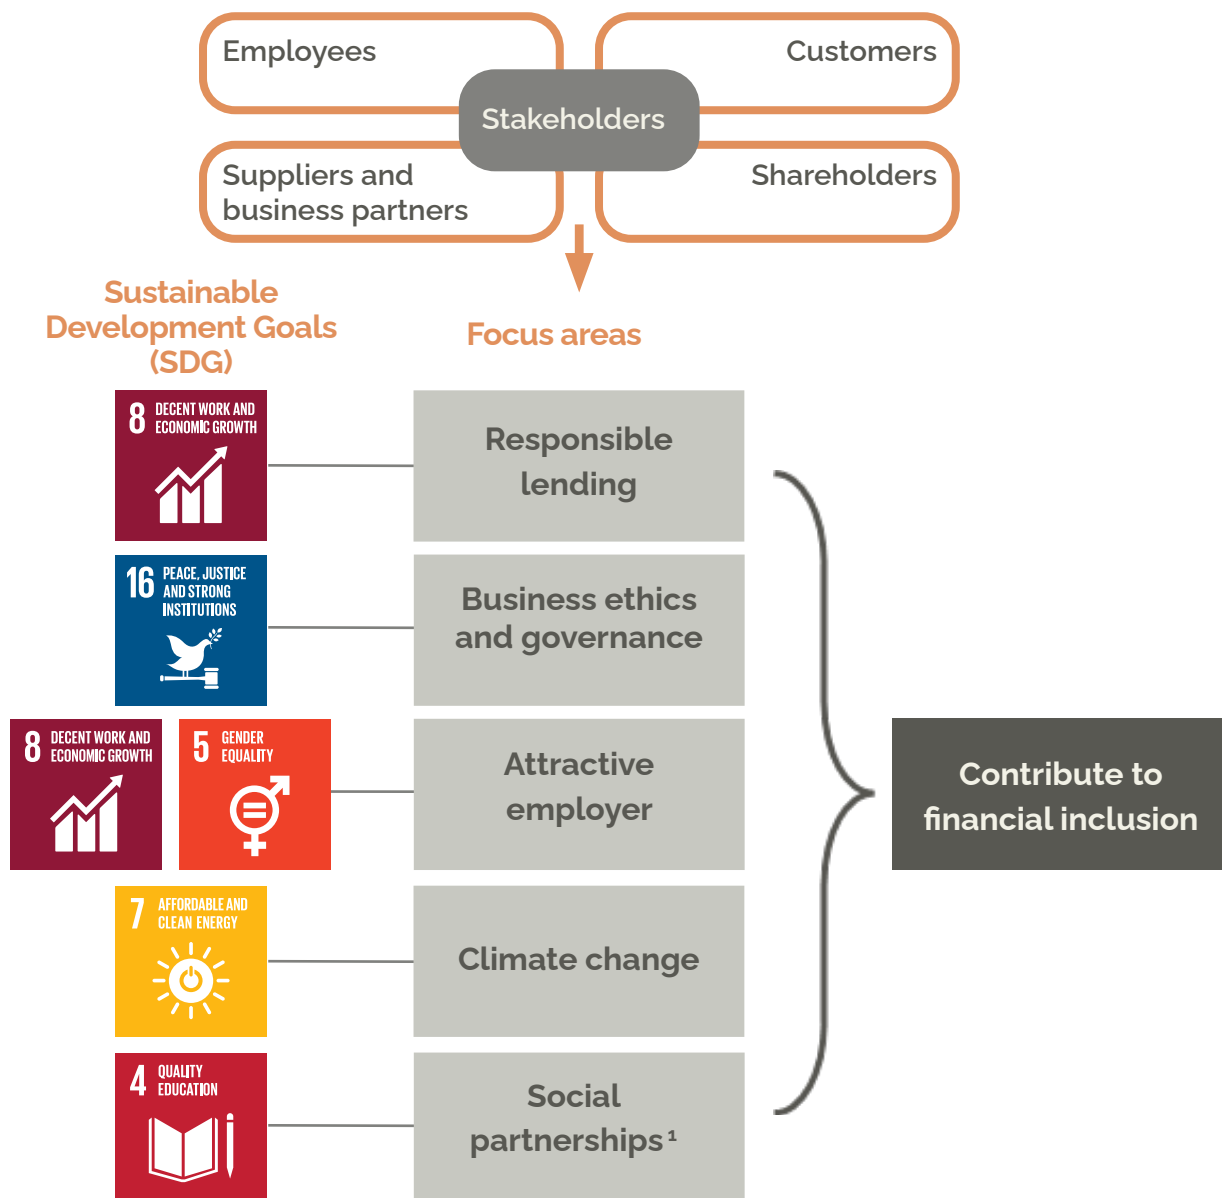 Employees
Customers
Stakeholders
Suppliers and
business partners
Shareholders
Sustainable
Development Goals
(SDG)
Focus areas
8 DECENT WORK AND
ECONOMIC GROWTH
Responsible
lending
16 PEACE, JUSTICE
AND STRONG
INSTITUTIONS
Business ethics
and governance
8 DECENT WORK AND
ECONOMIC GROWTH
5 GENDER
EQUALITY
Attractive
employer
Contribute to
financial inclusion
7 AFFORDABLE AND
CLEAN ENERGY
Climate change
4 QUALITY
EDUCATION
Social
partnerships¹